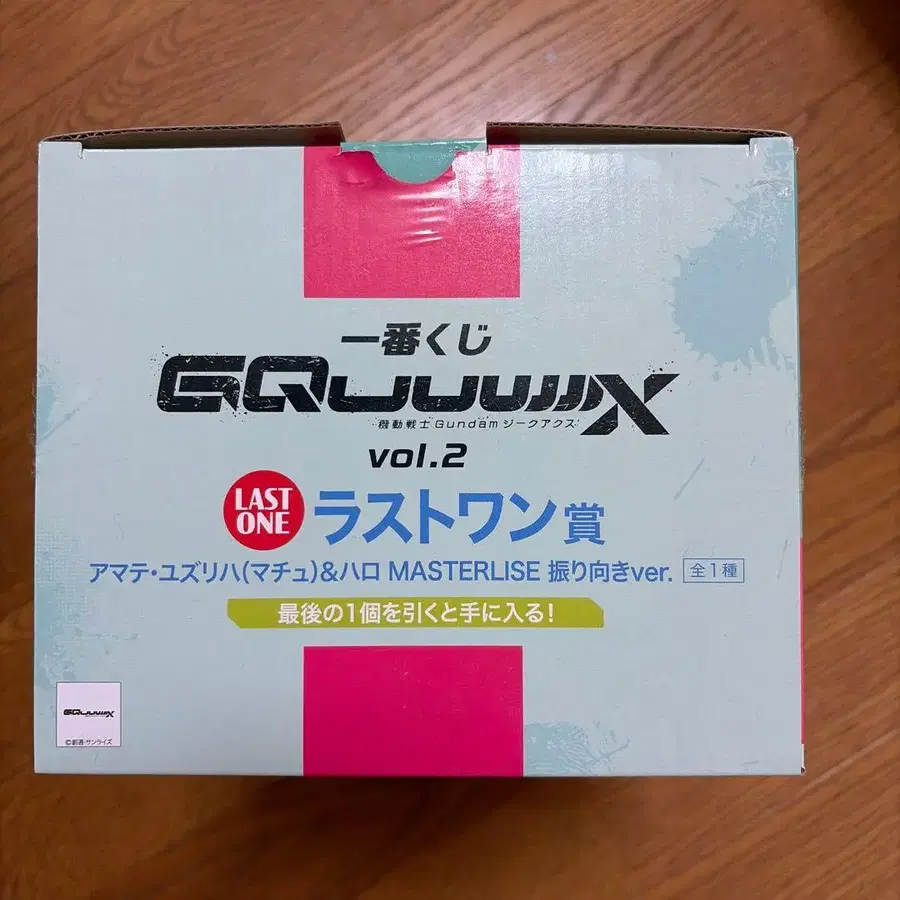 一番くじ
GQuuuuuuX
機動戦士Gundamジークアクス
vol.2
LAST ONE ラストワン賞
アマテ・ユズリハ(マチュ)&ハロ MASTERLISE 振り向きver. 全1種
最後の1個を引くと手に入る!
GQuuuuuuX
©創通・サンライズ